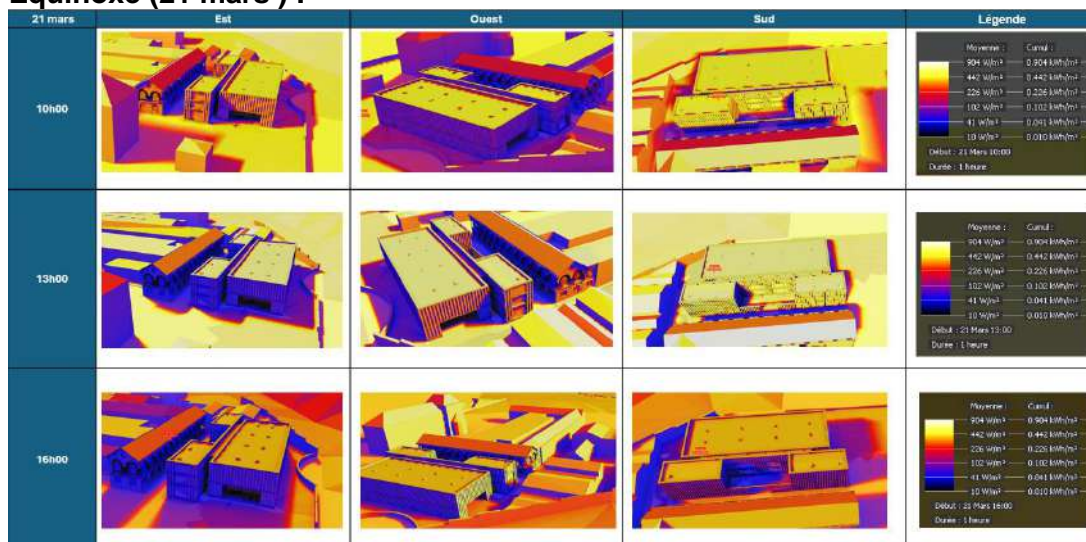 Equinoxe (21 mars ) :
21 mars
Est
Ouest
Sud
Légende
10h00
Moyenne : Cumul :
904 W/m² 0.904 kWh/m²
442 W/m² 0.442 kWh/m²
226 W/m² 0.226 kWh/m²
102 W/m² 0.102 kWh/m²
41 W/m² 0.041 kWh/m²
10 W/m² 0.010 kWh/m²
Début : 21 Mars 10:00
Durée : 1 heure
13h00
Moyenne : Cumul :
904 W/m² 0.904 kWh/m²
442 W/m² 0.442 kWh/m²
226 W/m² 0.226 kWh/m²
102 W/m² 0.102 kWh/m²
41 W/m² 0.041 kWh/m²
10 W/m² 0.010 kWh/m²
Début : 21 Mars 13:00
Durée : 1 heure
16h00
Moyenne : Cumul :
904 W/m² 0.904 kWh/m²
442 W/m² 0.442 kWh/m²
226 W/m² 0.226 kWh/m²
102 W/m² 0.102 kWh/m²
41 W/m² 0.041 kWh/m²
10 W/m² 0.010 kWh/m²
Début : 21 Mars 16:00
Durée : 1 heure